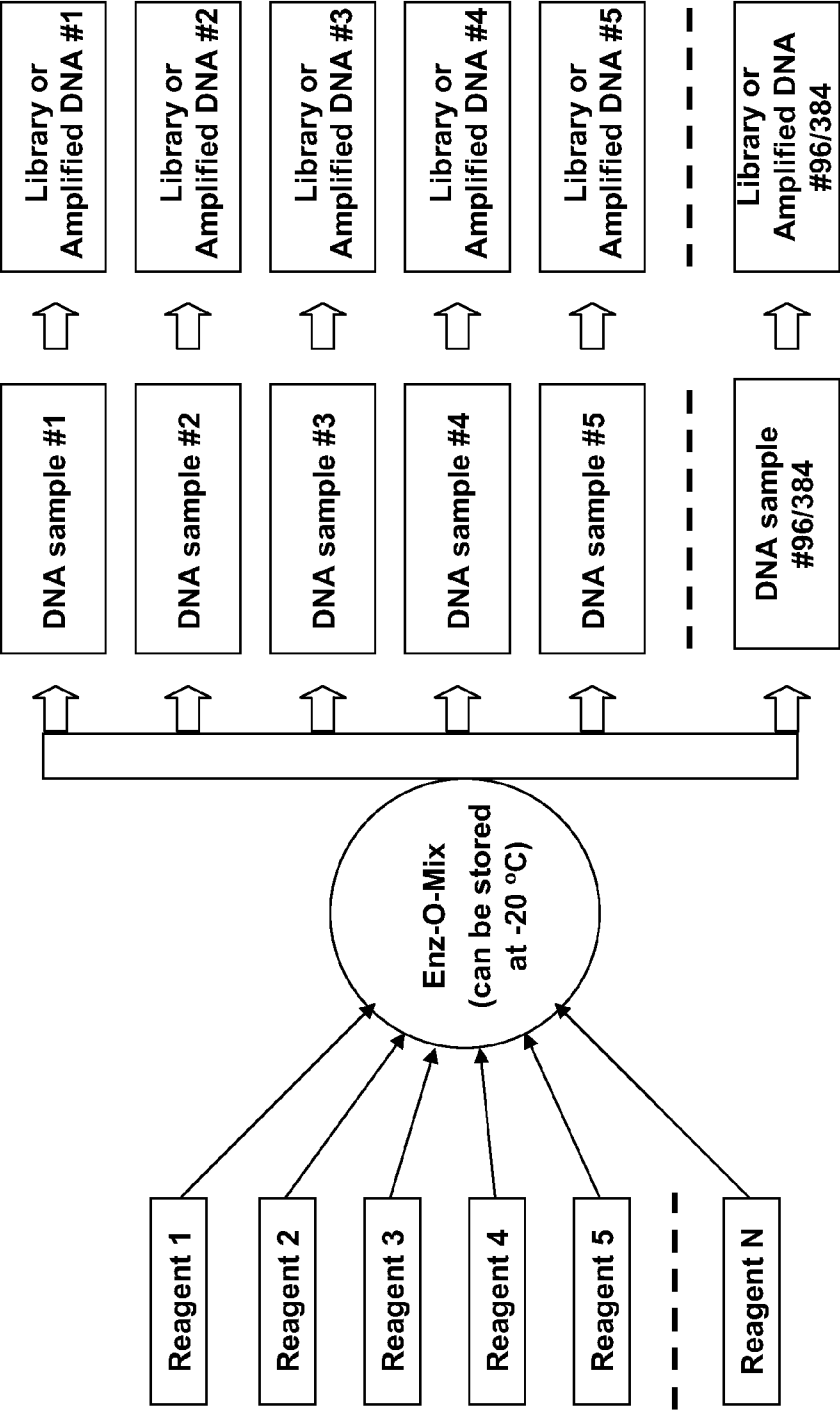 Reagent 1
Reagent 2
Reagent 3
Reagent 4
Reagent 5
Reagent N
Enz-O-Mix
(can be stored
at -20 ºC)
DNA sample #1
DNA sample #2
DNA sample #3
DNA sample #4
DNA sample #5
DNA sample
#96/384
Library or
Amplified DNA #1
Library or
Amplified DNA #2
Library or
Amplified DNA #3
Library or
Amplified DNA #4
Library or
Amplified DNA #5
Library or
Amplified DNA
#96/384